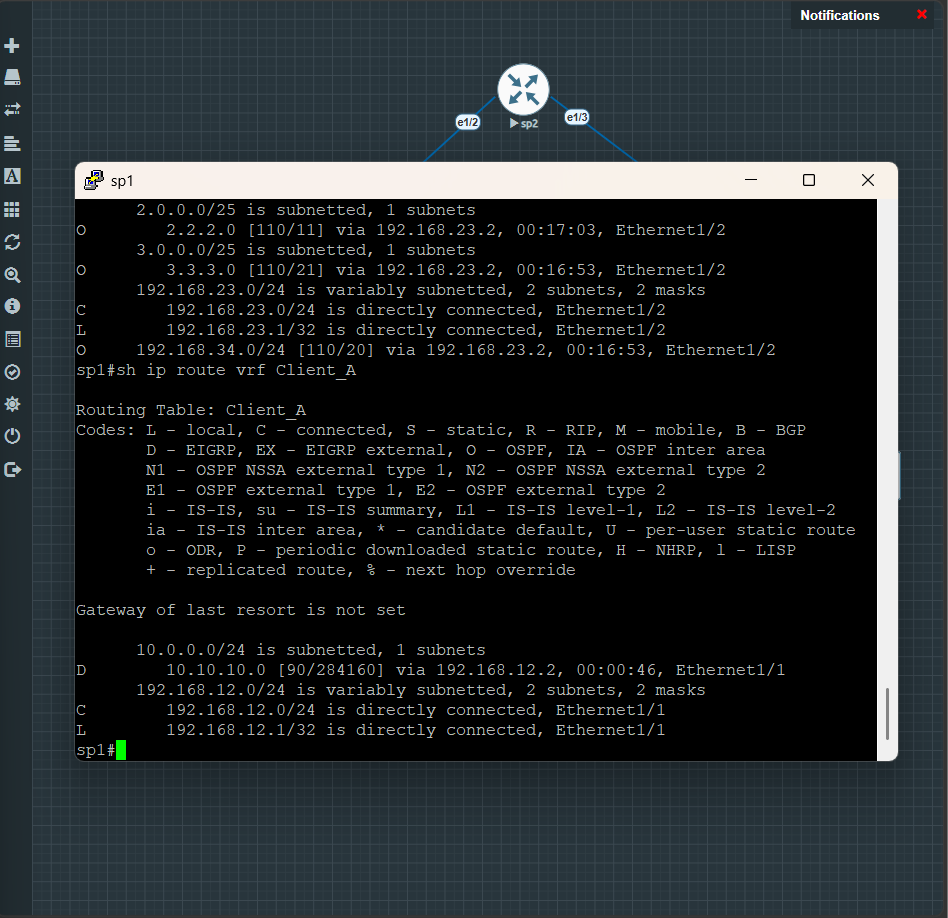 Notifications
sp2
e1/2
e1/3
sp1
2.0.0.0/25 is subnetted, 1 subnets
O        2.2.2.0 [110/11] via 192.168.23.2, 00:17:03, Ethernet1/2
      3.0.0.0/25 is subnetted, 1 subnets
O        3.3.3.0 [110/21] via 192.168.23.2, 00:16:53, Ethernet1/2
      192.168.23.0/24 is variably subnetted, 2 subnets, 2 masks
C        192.168.23.0/24 is directly connected, Ethernet1/2
L        192.168.23.1/32 is directly connected, Ethernet1/2
O     192.168.34.0/24 [110/20] via 192.168.23.2, 00:16:53, Ethernet1/2
sp1#sh ip route vrf Client_A
Routing Table: Client_A
Codes: L - local, C - connected, S - static, R - RIP, M - mobile, B - BGP
       D - EIGRP, EX - EIGRP external, O - OSPF, IA - OSPF inter area
       N1 - OSPF NSSA external type 1, N2 - OSPF NSSA external type 2
       E1 - OSPF external type 1, E2 - OSPF external type 2
       i - IS-IS, su - IS-IS summary, L1 - IS-IS level-1, L2 - IS-IS level-2
       ia - IS-IS inter area, * - candidate default, U - per-user static route
       o - ODR, P - periodic downloaded static route, H - NHRP, l - LISP
       + - replicated route, % - next hop override
Gateway of last resort is not set
      10.0.0.0/24 is subnetted, 1 subnets
D        10.10.10.0 [90/284160] via 192.168.12.2, 00:00:46, Ethernet1/1
      192.168.12.0/24 is variably subnetted, 2 subnets, 2 masks
C        192.168.12.0/24 is directly connected, Ethernet1/1
L        192.168.12.1/32 is directly connected, Ethernet1/1
sp1#